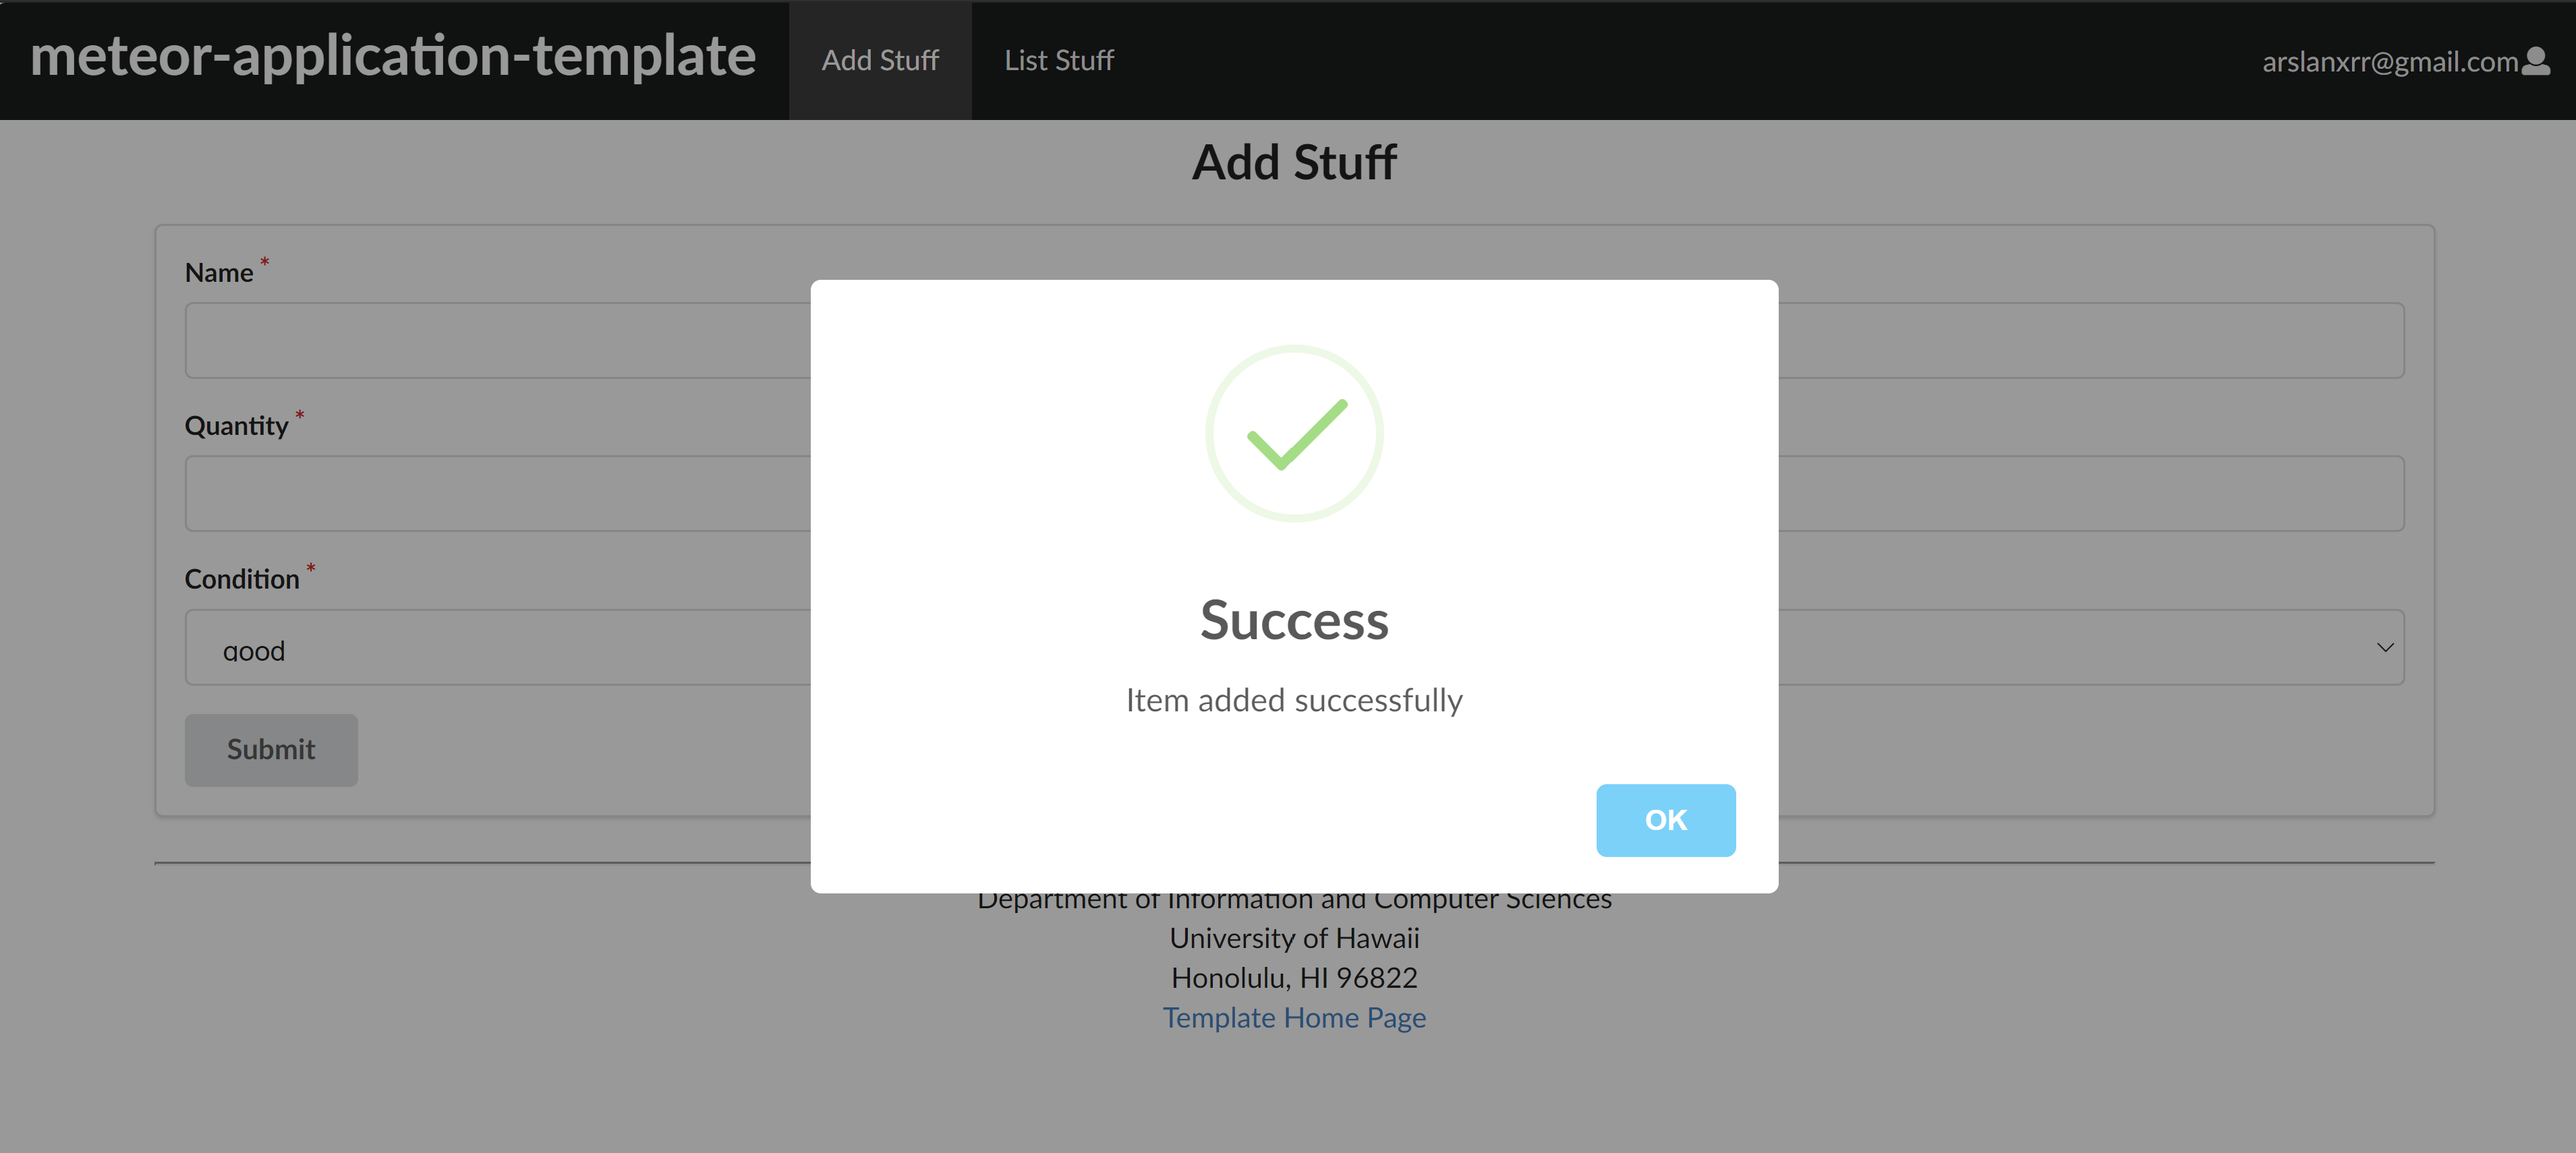 meteor-application-template Add Stuff List Stuff arslanxrr@gmail.com
Add Stuff
Name *
Quantity *
Condition *
good
Submit
Success
Item added successfully
OK
Department of Information and Computer Sciences
University of Hawaii
Honolulu, HI 96822
Template Home Page